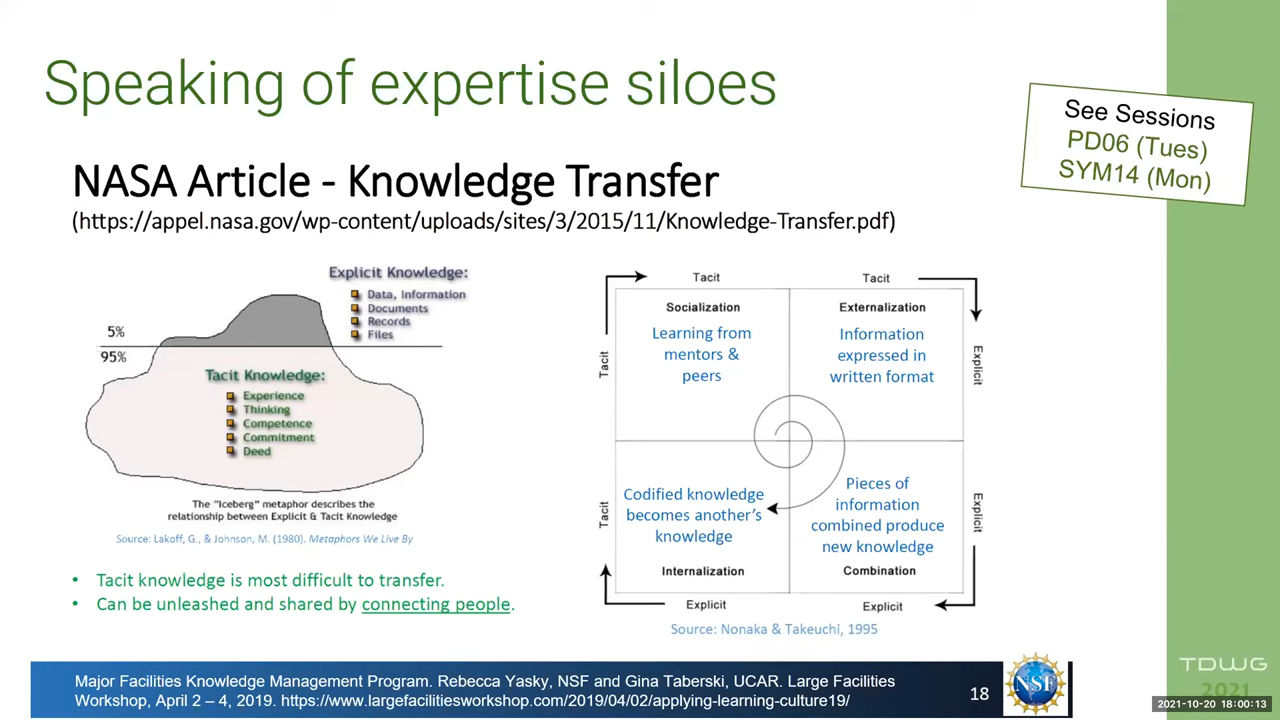 Speaking of expertise siloes
See Sessions
PD06 (Tues)
SYM14 (Mon)
NASA Article - Knowledge Transfer
(https://appel.nasa.gov/wp-content/uploads/sites/3/2015/11/Knowledge-Transfer.pdf)
Explicit Knowledge:
Data, Information
Documents
Records
Files
5%
95%
Tacit Knowledge:
Experience
Thinking
Competence
Commitment
Deed
The "Iceberg" metaphor describes the
relationship between Explicit & Tacit Knowledge
Source: Lakoff, G., & Johnson, M. (1980). Metaphors We Live By
• Tacit knowledge is most difficult to transfer.
• Can be unleashed and shared by connecting people.
Tacit
Tacit
Tacit
Socialization
Learning from
mentors &
peers
Externalization
Information
expressed in
written format
Explicit
Tacit
Codified knowledge
becomes another's
knowledge
Internalization
Pieces of
information
combined produce
new knowledge
Combination
Explicit
Explicit
Explicit
Source: Nonaka & Takeuchi, 1995
Major Facilities Knowledge Management Program. Rebecca Yasky, NSF and Gina Taberski, UCAR. Large Facilities
Workshop, April 2 – 4, 2019. https://www.largefacilitiesworkshop.com/2019/04/02/applying-learning-culture19/
18
NSF
TDWG
2021
2021-10-20 18:00:13